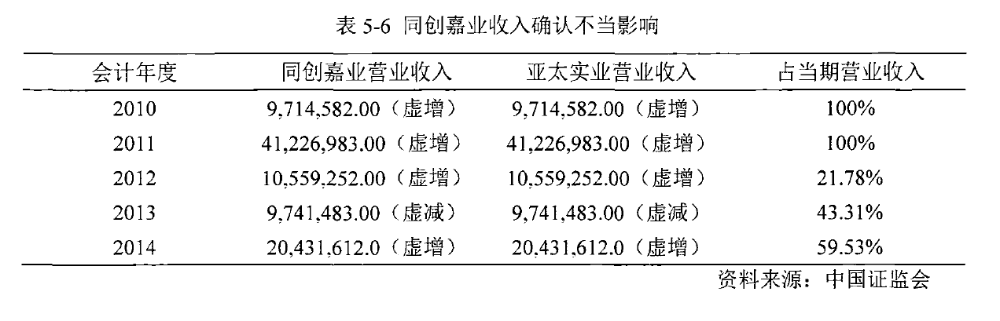 表 5-6 同创嘉业收入确认不当影响
会计年度 同创嘉业营业收入 亚太实业营业收入 占当期营业收入
2010 9,714,582.00（虚增） 9,714,582.00（虚增） 100%
2011 41,226,983.00（虚增） 41,226,983.00（虚增） 100%
2012 10,559,252.00（虚增） 10,559,252.00（虚增） 21.78%
2013 9,741,483.00（虚减） 9,741,483.00（虚减） 43.31%
2014 20,431,612.0（虚增） 20,431,612.0（虚增） 59.53%
资料来源：中国证监会